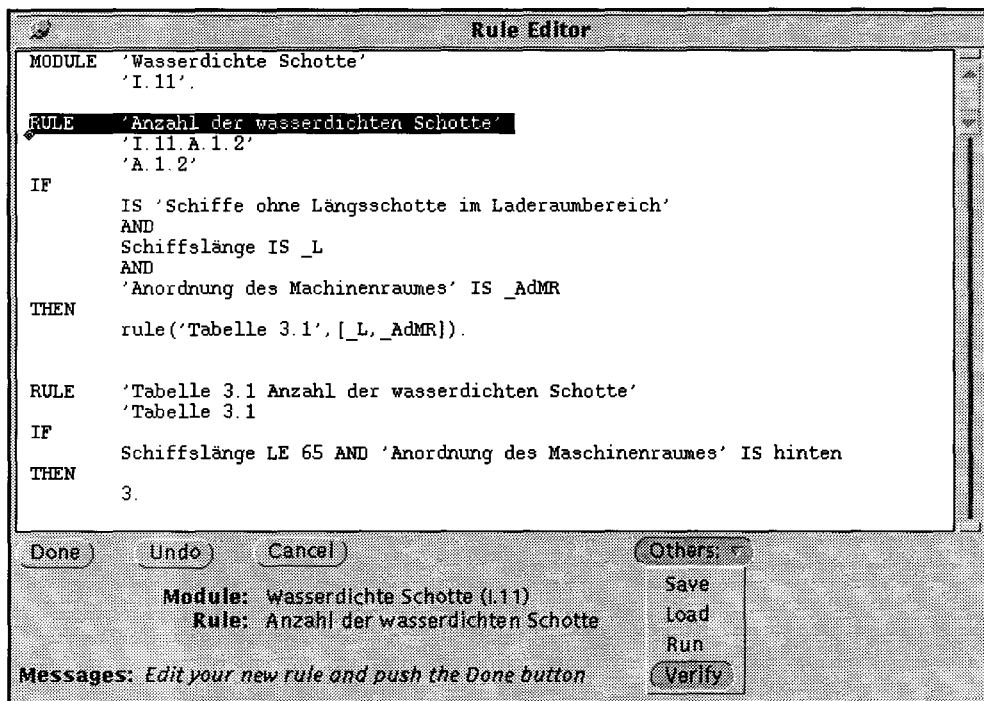 Rule Editor
MODULE 'Wasserdichte Schotte'
'I.11'.
RULE 'Anzahl der wasserdichten Schotte'
'I.11.A.1.2'
'A.1.2'
IF
IS 'Schiffe ohne Längsschotte im Laderaumbereich'
AND
Schiffslänge IS _L
AND
'Anordnung des Machinenraumes' IS _AdMR
THEN
rule('Tabelle 3.1',[_L,_AdMR]).
RULE 'Tabelle 3.1 Anzahl der wasserdichten Schotte'
'Tabelle 3.1
IF
Schiffslänge LE 65 AND 'Anordnung des Maschinenraumes' IS hinten
THEN
3.
Done Undo Cancel Others:
Save
Module: Wasserdichte Schotte (I.11)
Load
Rule: Anzahl der wasserdichten Schotte
Run
Messages: Edit your new rule and push the Done button
Verify